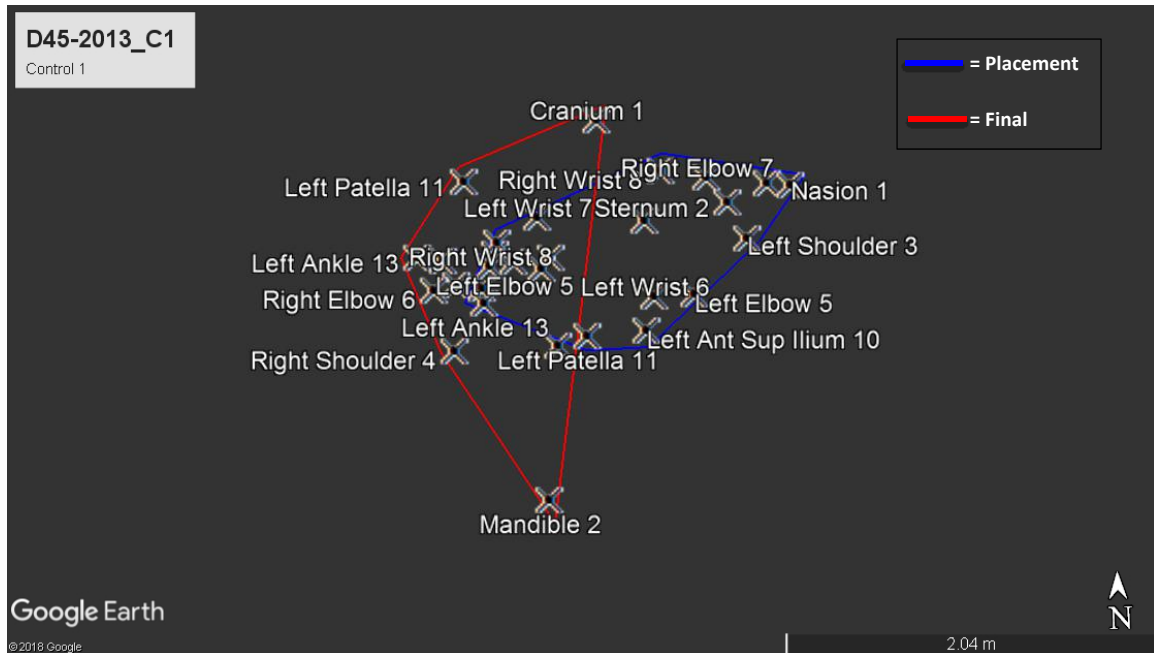 D45-2013_C1
Control 1
= Placement
= Final
Cranium 1
Right Elbow 7
Left Patella 11
Right Wrist 8
Nasion 1
Left Wrist 7
Sternum 2
Left Shoulder 3
Left Ankle 13
Right Wrist 8
Left Elbow 5
Left Wrist 6
Right Elbow 6
Left Elbow 5
Left Ankle 13
Left Ant Sup Ilium 10
Right Shoulder 4
Left Patella 11
Mandible 2
Google Earth
N
©2018 Google
2.04 m